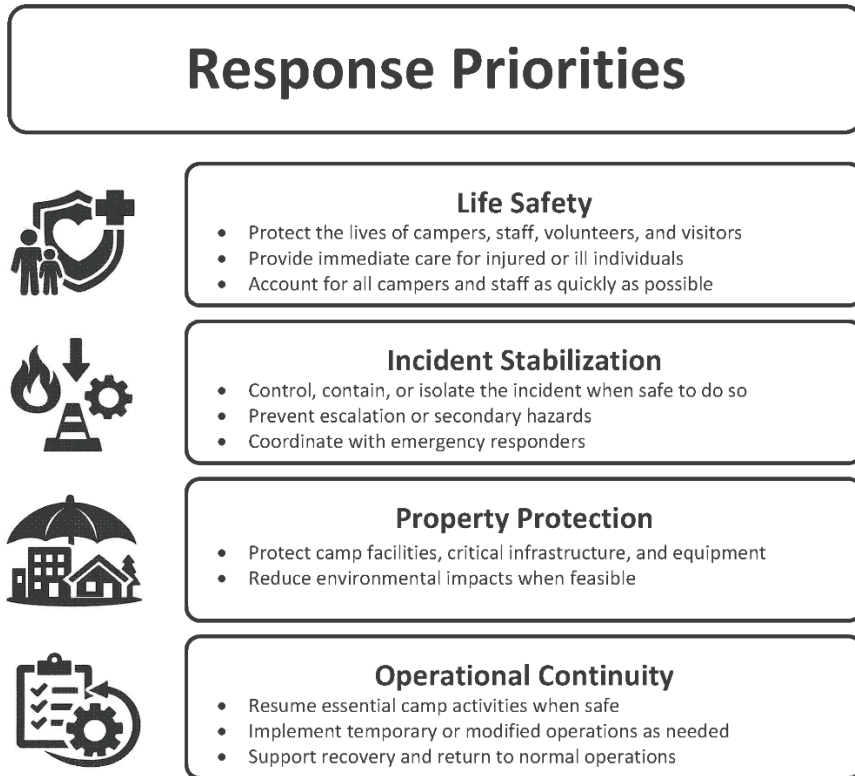 Response Priorities
Life Safety
• Protect the lives of campers, staff, volunteers, and visitors
• Provide immediate care for injured or ill individuals
• Account for all campers and staff as quickly as possible
Incident Stabilization
• Control, contain, or isolate the incident when safe to do so
• Prevent escalation or secondary hazards
• Coordinate with emergency responders
Property Protection
• Protect camp facilities, critical infrastructure, and equipment
• Reduce environmental impacts when feasible
Operational Continuity
• Resume essential camp activities when safe
• Implement temporary or modified operations as needed
• Support recovery and return to normal operations